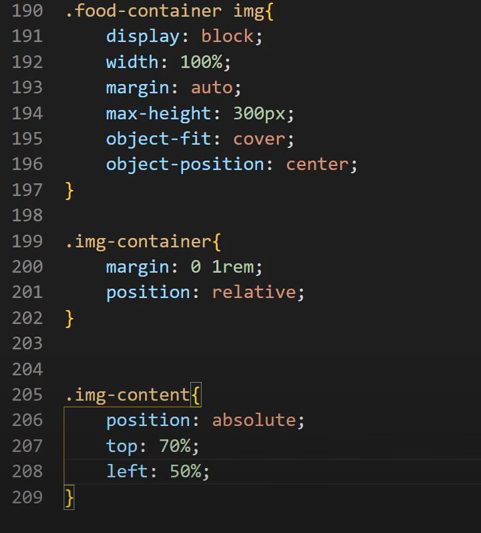 190 .food-container img{
191     display: block;
192     width: 100%;
193     margin: auto;
194     max-height: 300px;
195     object-fit: cover;
196     object-position: center;
197 }
198
199 .img-container{
200     margin: 0 1rem;
201     position: relative;
202 }
203
204
205 .img-content{
206     position: absolute;
207     top: 70%;
208     left: 50%;
209 }